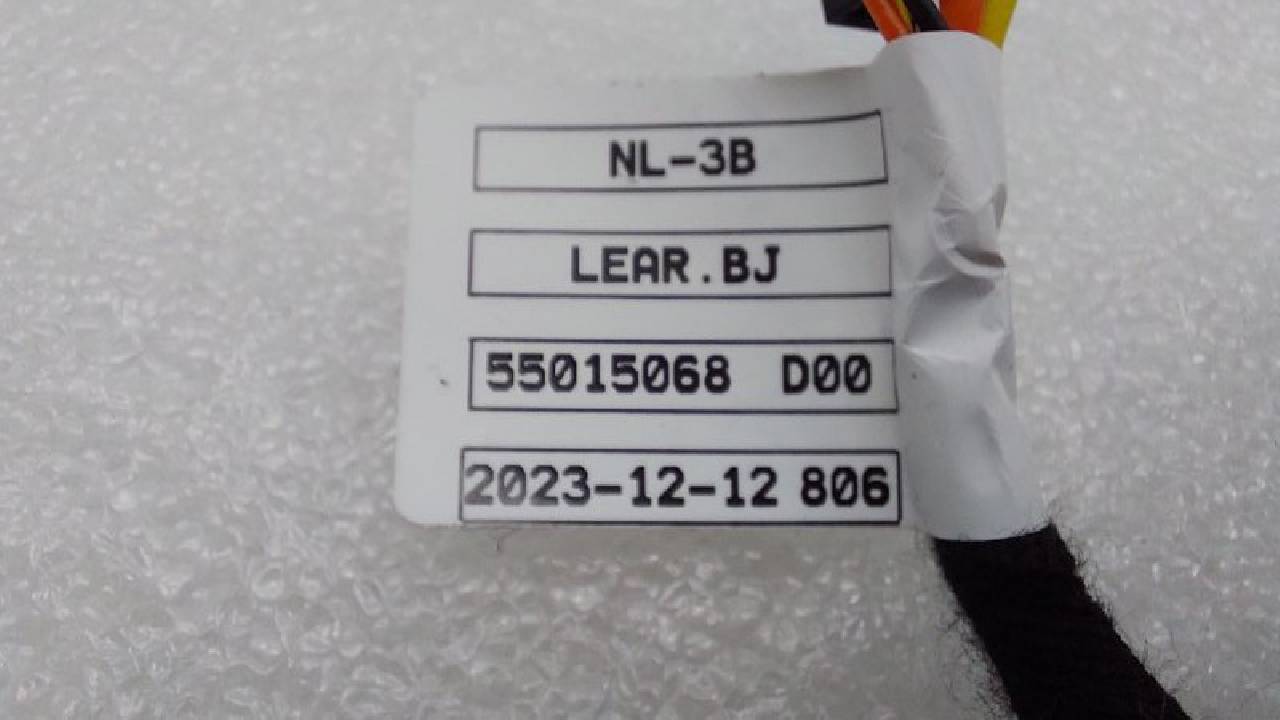 NL-3B
LEAR.BJ
55015068 D00
2023-12-12 806